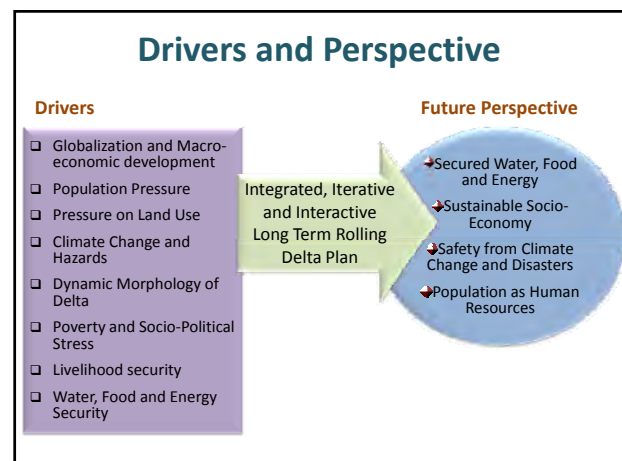 Drivers and Perspective
Drivers
Globalization and Macro-
economic development
Population Pressure
Pressure on Land Use
Climate Change and
Hazards
Dynamic Morphology of
Delta
Poverty and Socio-Political
Stress
Livelihood security
Water, Food and Energy
Security
Integrated, Iterative
and Interactive
Long Term Rolling
Delta Plan
Future Perspective
Secured Water, Food
and Energy
Sustainable Socio-
Economy
Safety from Climate
Change and Disasters
Population as Human
Resources